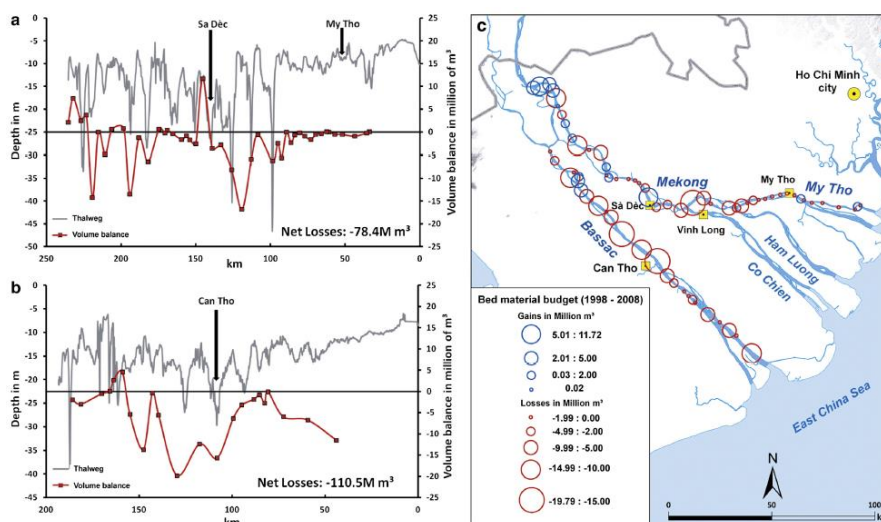 a
Sa Dèc
My Tho
Depth in m
0
-5
-10
-15
-20
-25
-30
-35
-40
-45
-50
Volume balance in million of m³
25
20
15
10
5
0
-5
-10
-15
-20
-25
Thalweg
Volume balance
Net Losses: -78.4M m³
250
200
150
100
50
0
km
b
Can Tho
Depth in m
0
-5
-10
-15
-20
-25
-30
-35
-40
-45
Volume balance in million of m³
25
20
15
10
5
0
-5
-10
-15
-20
-25
Thalweg
Volume balance
Net Losses: -110.5M m³
200
150
100
50
0
km
c
Ho Chi Minh
city
Mekong
My Tho
My Tho
Sà Dèc
Vinh Long
Bassac
Can Tho
Ham Luong
Co Chien
East China Sea
Bed material budget (1998 - 2008)
Gains in Million m³
5.01 : 11.72
2.01 : 5.00
0.03 : 2.00
0.02
Losses in Million m³
-1.99 : 0.00
-4.99 : -2.00
-9.99 : -5.00
-14.99 : -10.00
-19.79 : -15.00
N
0
50
100